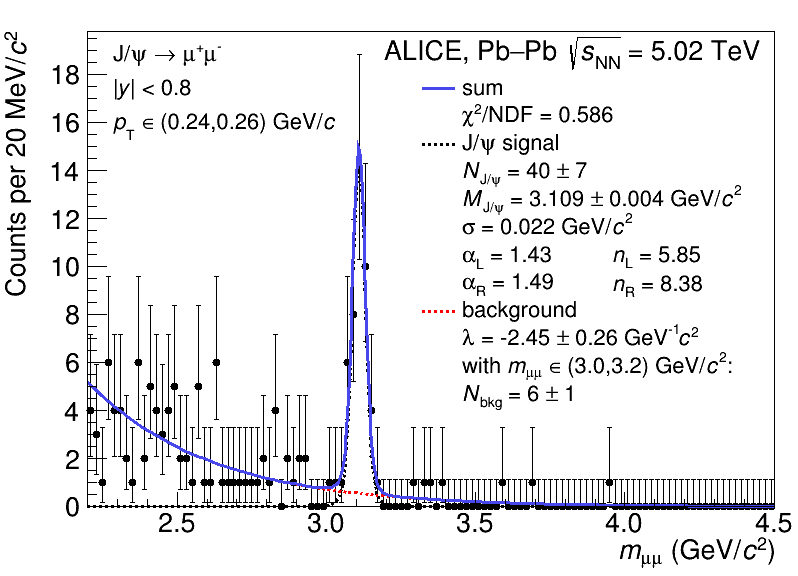 J/ψ → μ⁺μ⁻
|y| < 0.8
p_T ∈ (0.24,0.26) GeV/c
ALICE, Pb–Pb √s_NN = 5.02 TeV
sum
χ²/NDF = 0.586
J/ψ signal
N_J/ψ = 40 ± 7
M_J/ψ = 3.109 ± 0.004 GeV/c²
σ = 0.022 GeV/c²
α_L = 1.43 n_L = 5.85
α_R = 1.49 n_R = 8.38
background
λ = -2.45 ± 0.26 GeV⁻¹c²
with m_μμ ∈ (3.0,3.2) GeV/c²:
N_bkg = 6 ± 1
Counts per 20 MeV/c²
18
16
14
12
10
8
6
4
2
0
2.5 3.0 3.5 4.0 4.5
m_μμ (GeV/c²)